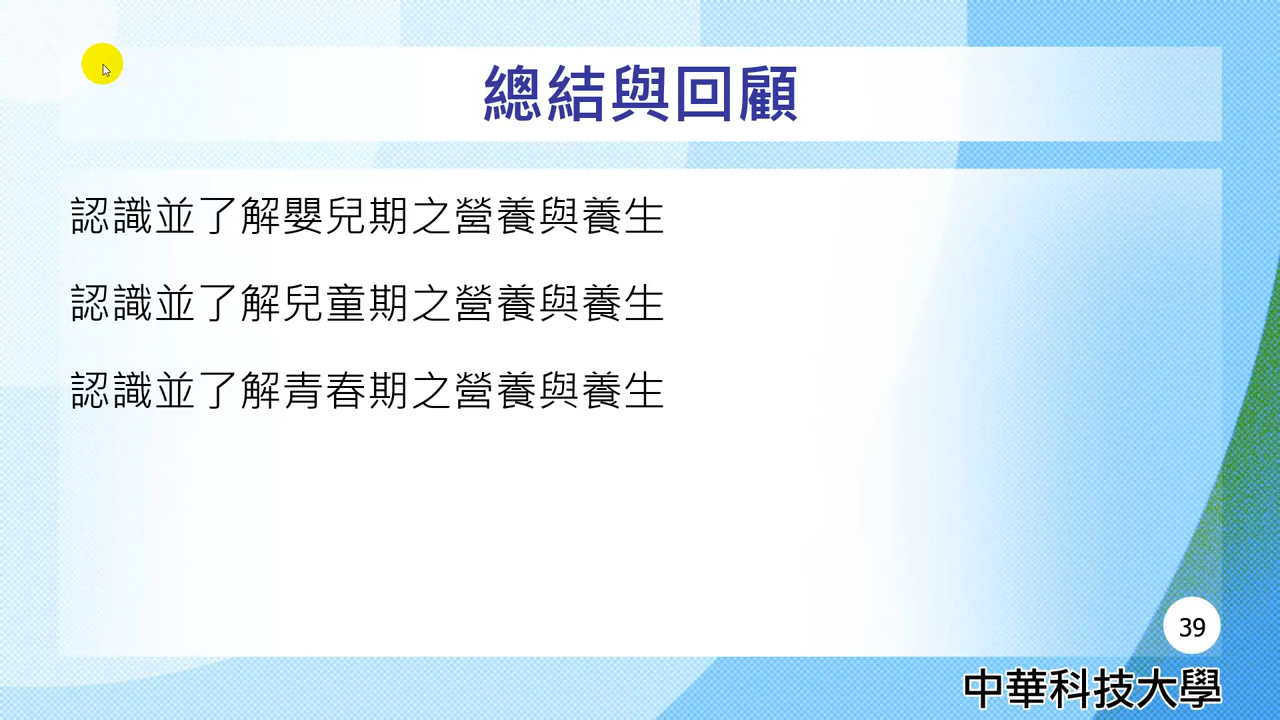 總結與回顧
認識並了解嬰兒期之營養與養生
認識並了解兒童期之營養與養生
認識並了解青春期之營養與養生
39
中華科技大學